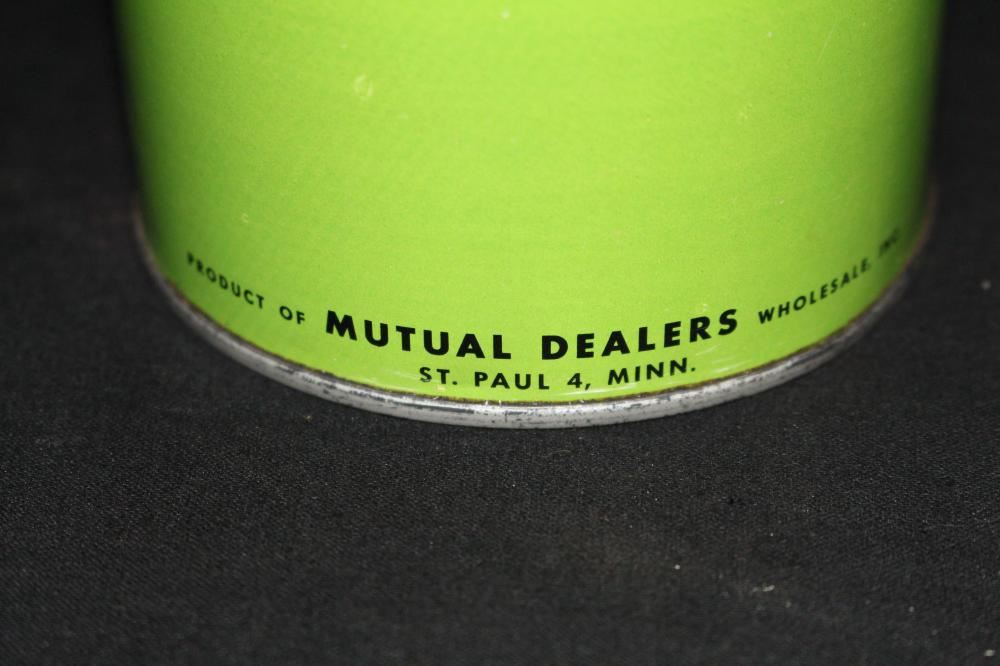 PRODUCT OF MUTUAL DEALERS WHOLESALE, INC.
ST. PAUL 4, MINN.